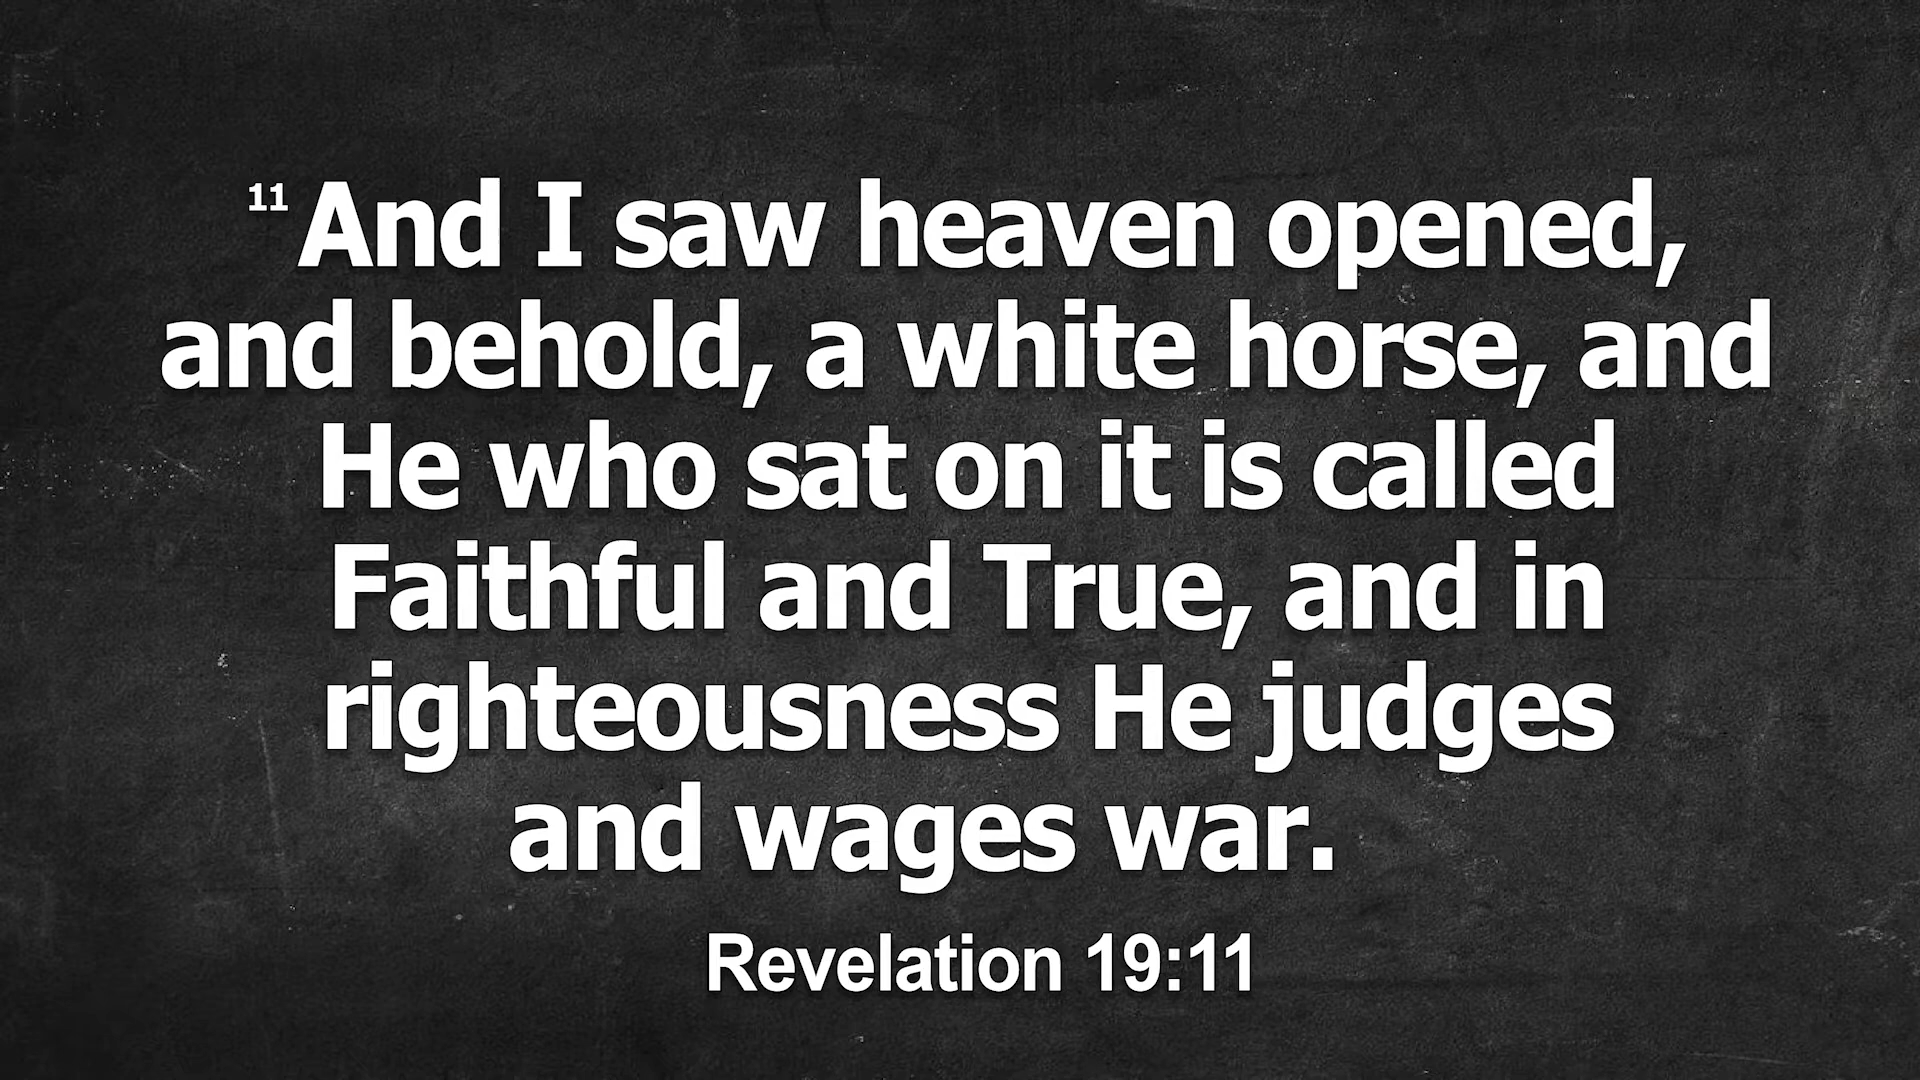 11 And I saw heaven opened,
and behold, a white horse, and
He who sat on it is called
Faithful and True, and in
righteousness He judges
and wages war.
Revelation 19:11